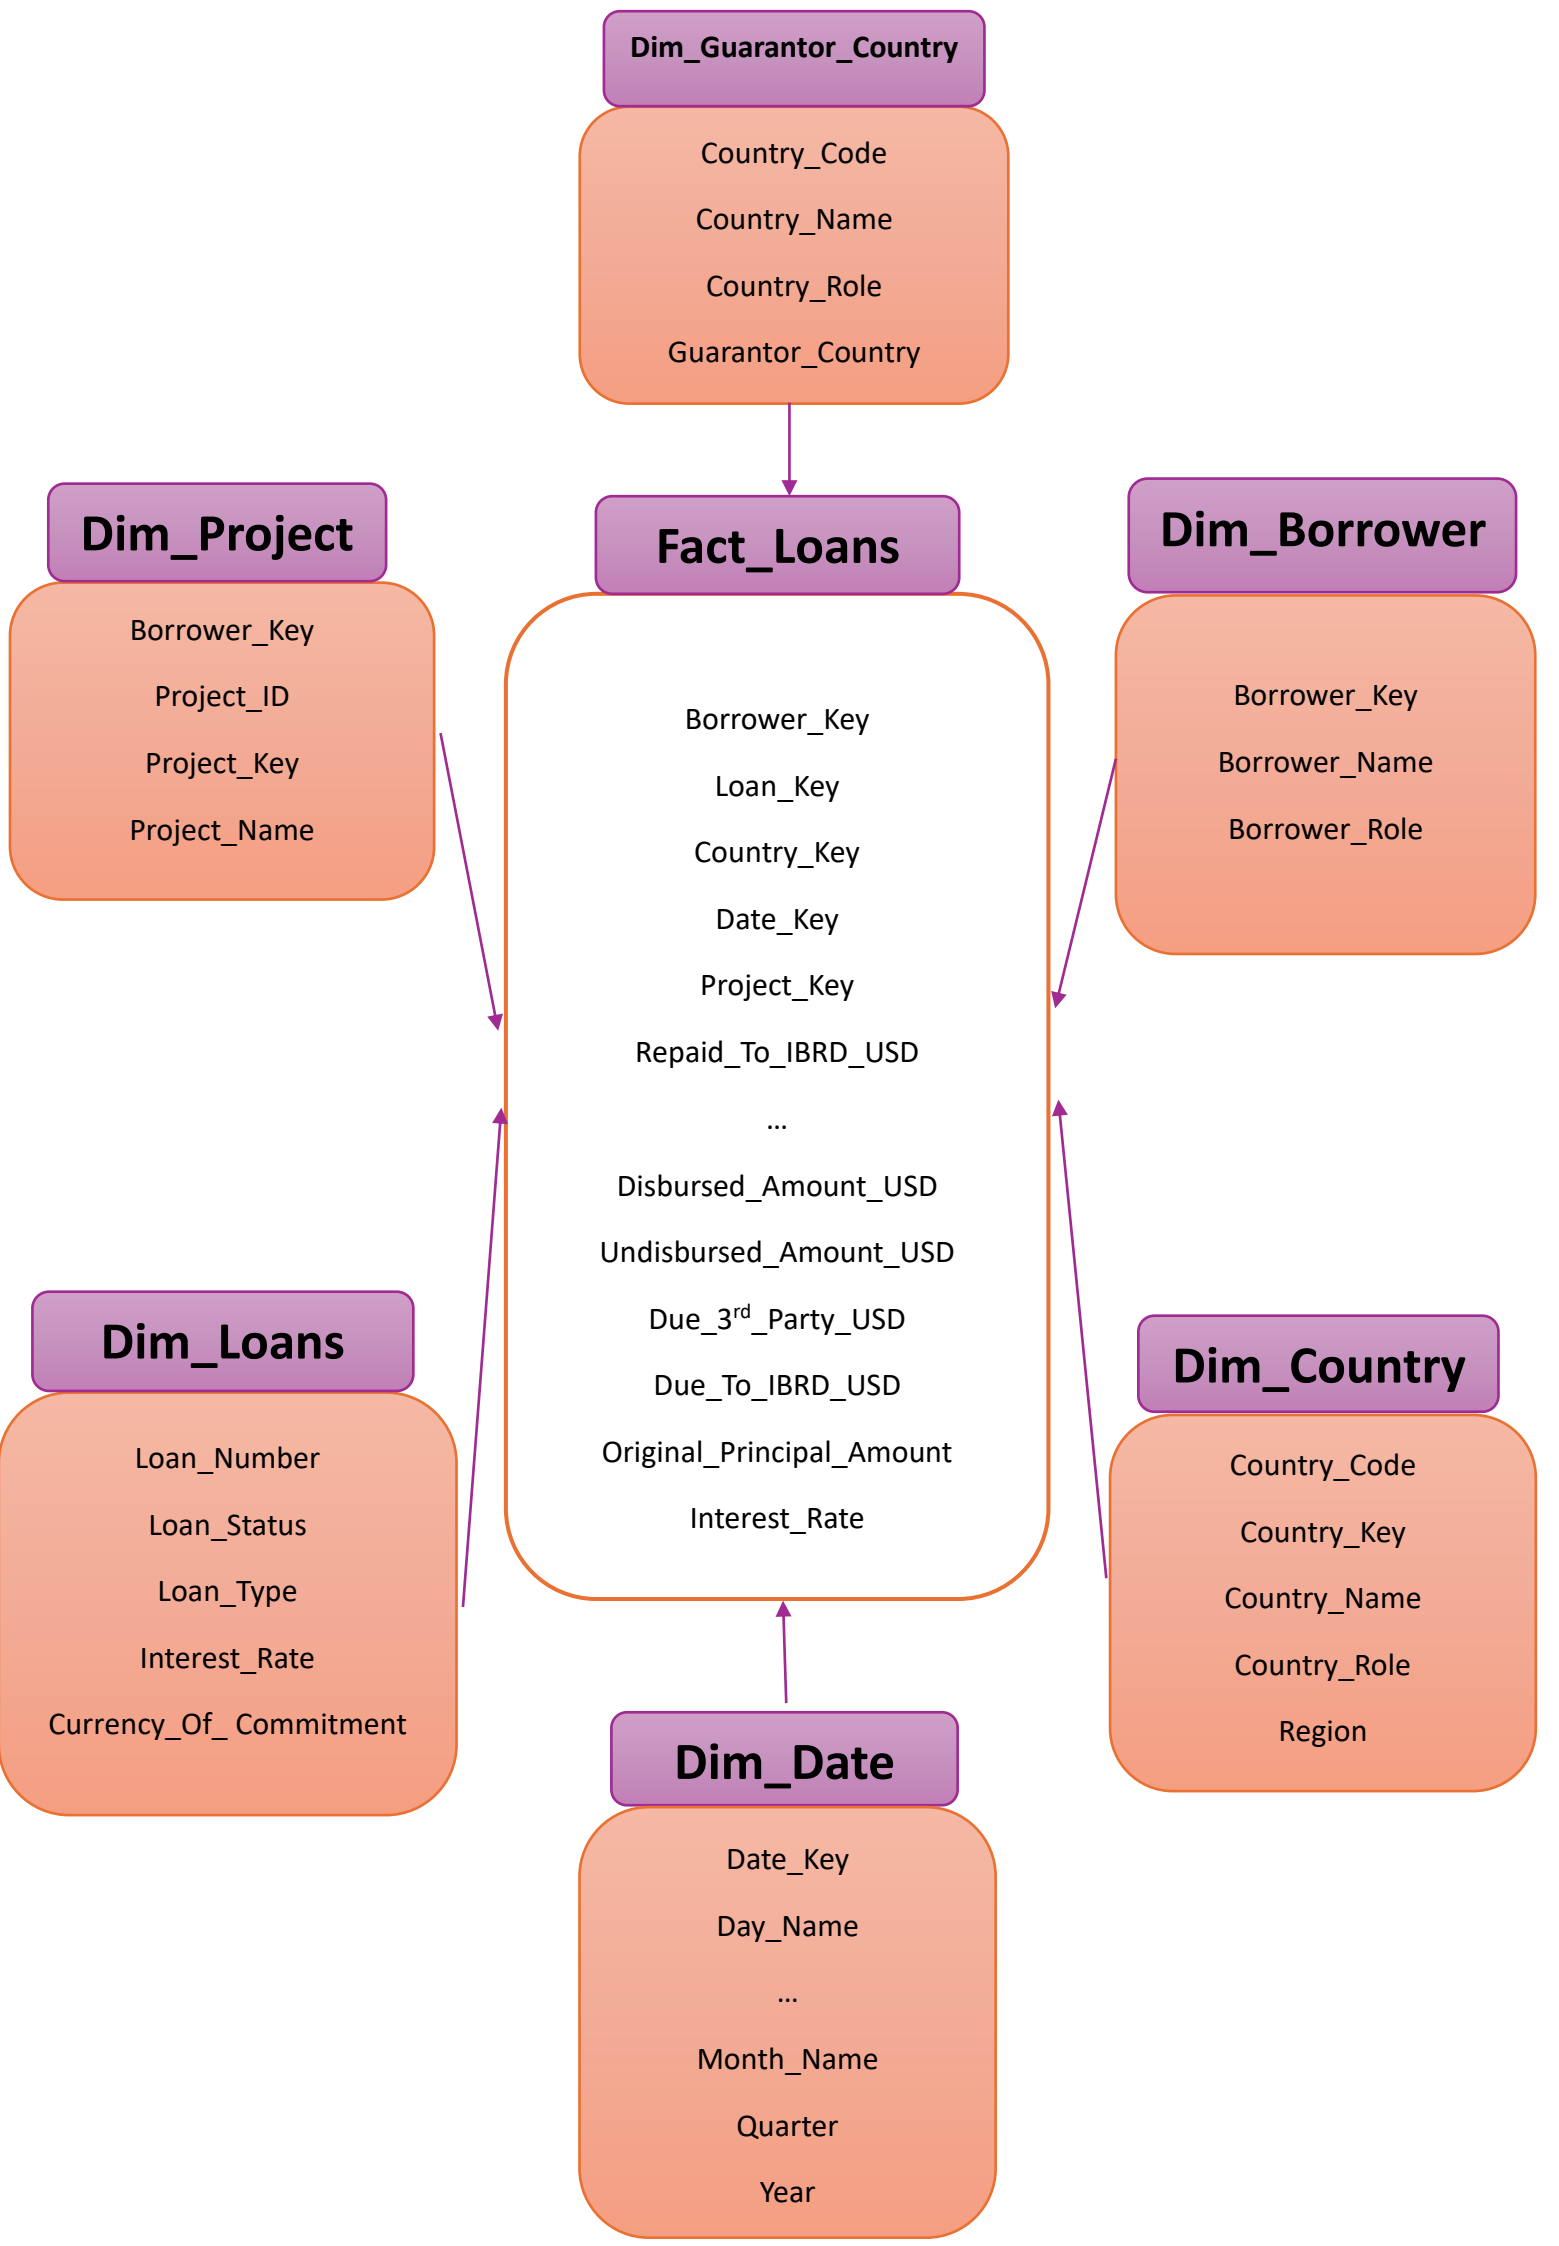 Dim_Guarantor_Country
Country_Code
Country_Name
Country_Role
Guarantor_Country
Dim_Project
Borrower_Key
Project_ID
Project_Key
Project_Name
Fact_Loans
Borrower_Key
Loan_Key
Country_Key
Date_Key
Project_Key
Repaid_To_IBRD_USD
...
Disbursed_Amount_USD
Undisbursed_Amount_USD
Due_3rd_Party_USD
Due_To_IBRD_USD
Original_Principal_Amount
Interest_Rate
Dim_Borrower
Borrower_Key
Borrower_Name
Borrower_Role
Dim_Loans
Loan_Number
Loan_Status
Loan_Type
Interest_Rate
Currency_Of_ Commitment
Dim_Country
Country_Code
Country_Key
Country_Name
Country_Role
Region
Dim_Date
Date_Key
Day_Name
...
Month_Name
Quarter
Year